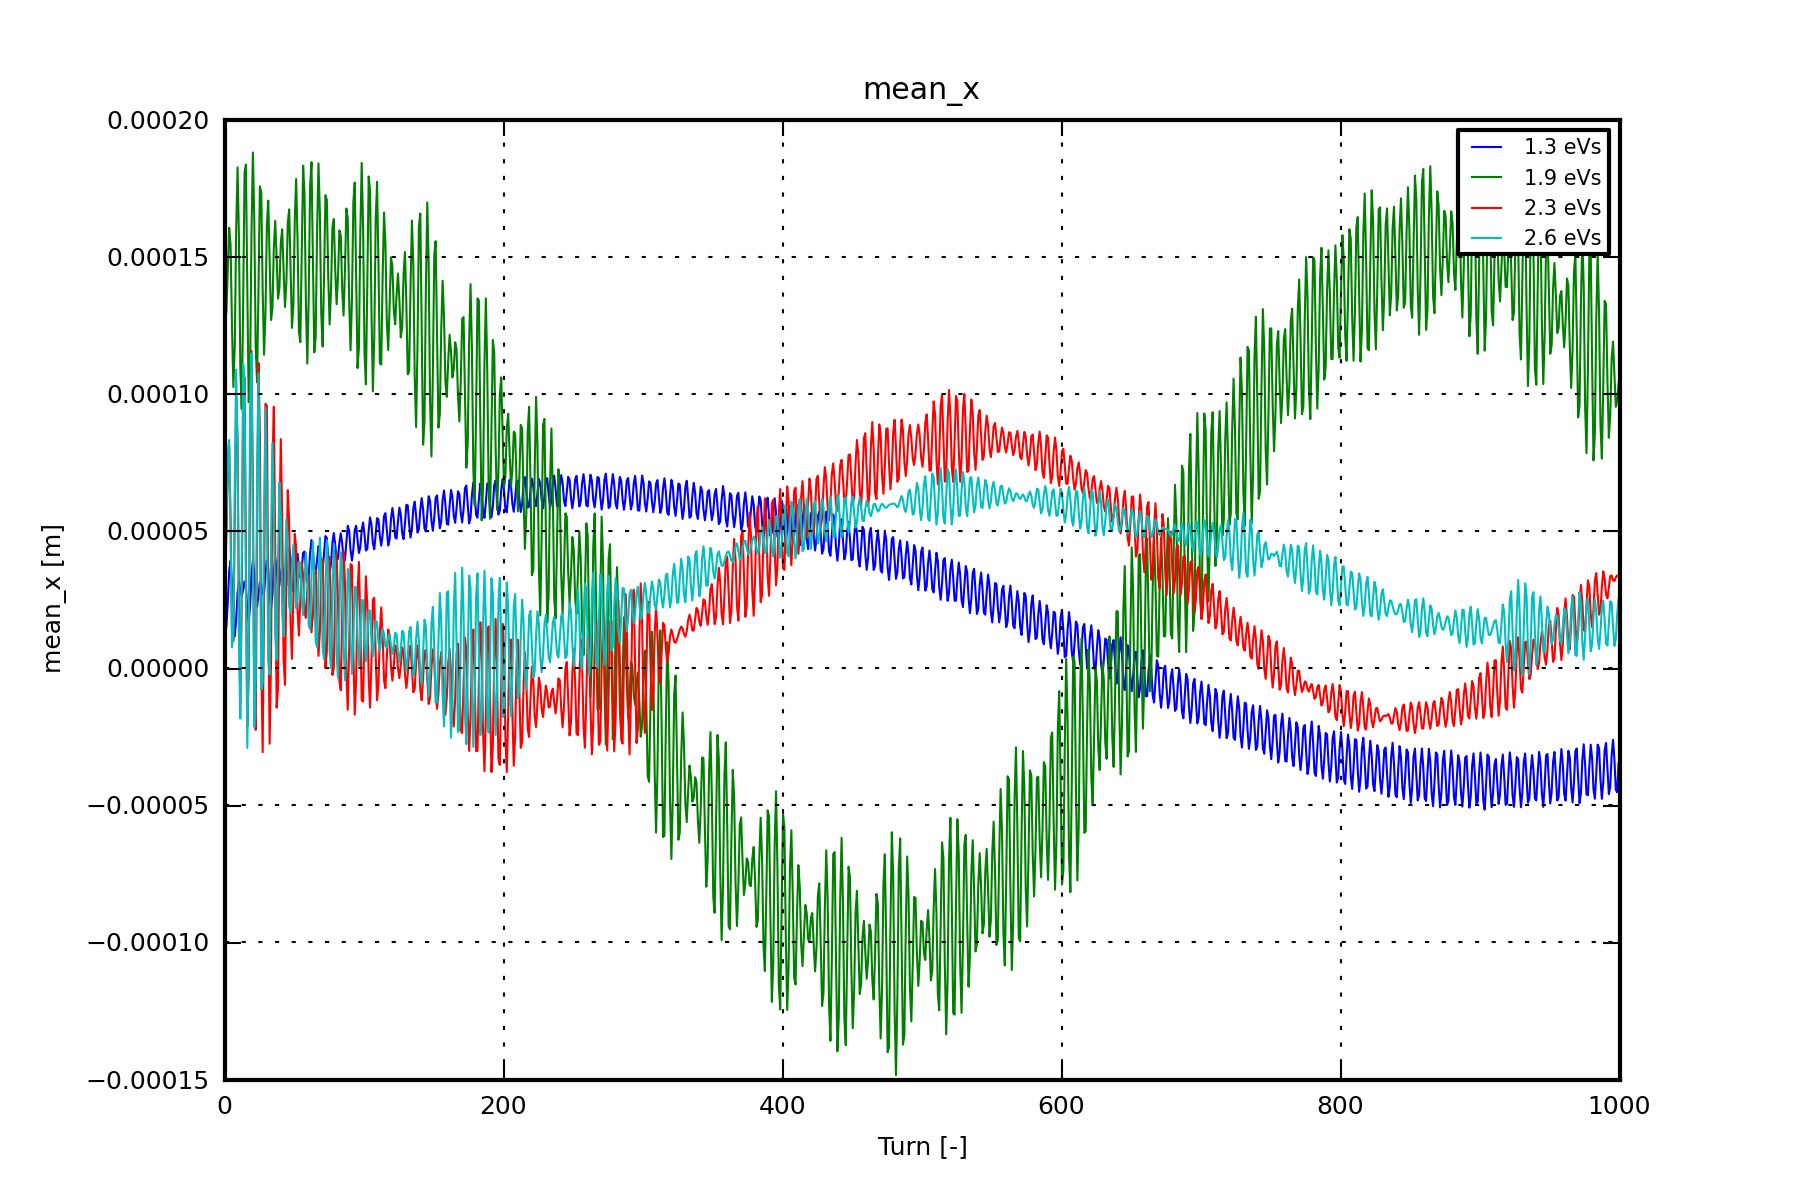 mean_x
0.00020
0.00015
0.00010
0.00005
0.00000
−0.00005
−0.00010
−0.00015
mean_x [m]
1.3 eVs
1.9 eVs
2.3 eVs
2.6 eVs
0 200 400 600 800 1000
Turn [-]